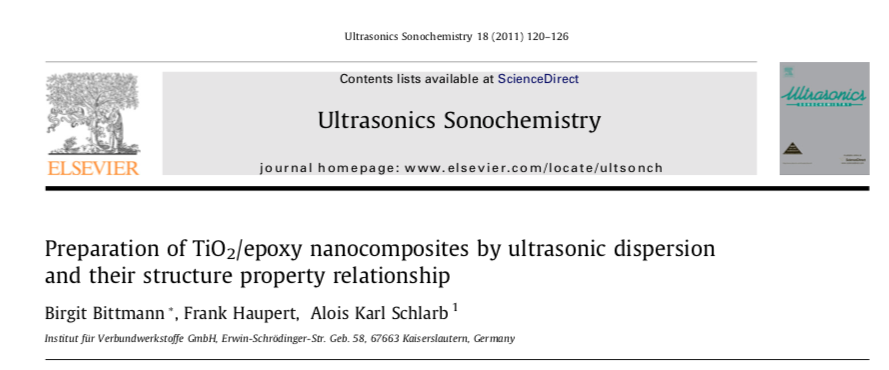 Ultrasonics Sonochemistry 18 (2011) 120–126
Contents lists available at ScienceDirect
Ultrasonics Sonochemistry
journal homepage: www.elsevier.com/locate/ultsonch
ELSEVIER
Ultrasonics
SONOCHEMISTRY
Preparation of TiO₂/epoxy nanocomposites by ultrasonic dispersion
and their structure property relationship
Birgit Bittmann *, Frank Haupert, Alois Karl Schlarb ¹
Institut für Verbundwerkstoffe GmbH, Erwin-Schrödinger-Str. Geb. 58, 67663 Kaiserslautern, Germany